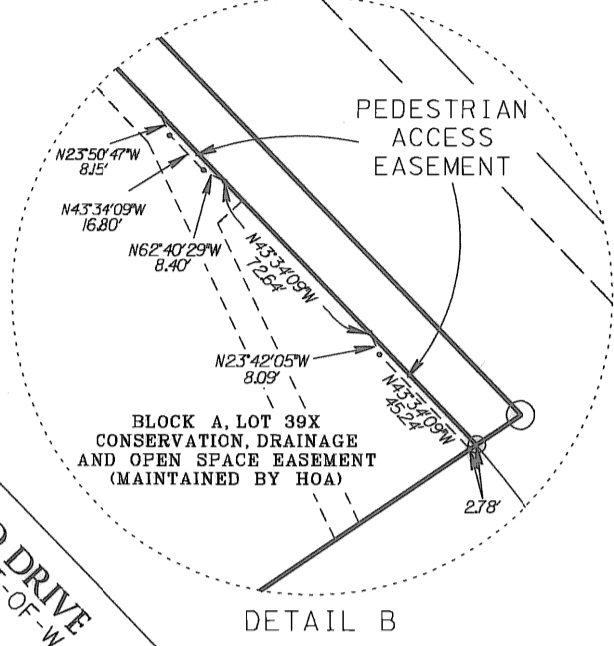 PEDESTRIAN
ACCESS
EASEMENT
N23°50'47"W
8.15'
N43°34'09"W
16.80'
N62°40'29"W
8.40'
N43°34'09"W
72.64'
N23°42'05"W
8.09'
N43°34'09"W
45.24'
BLOCK A, LOT 39X
CONSERVATION, DRAINAGE
AND OPEN SPACE EASEMENT
(MAINTAINED BY HOA)
2.78'
DRIVE
-OF-W
DETAIL B